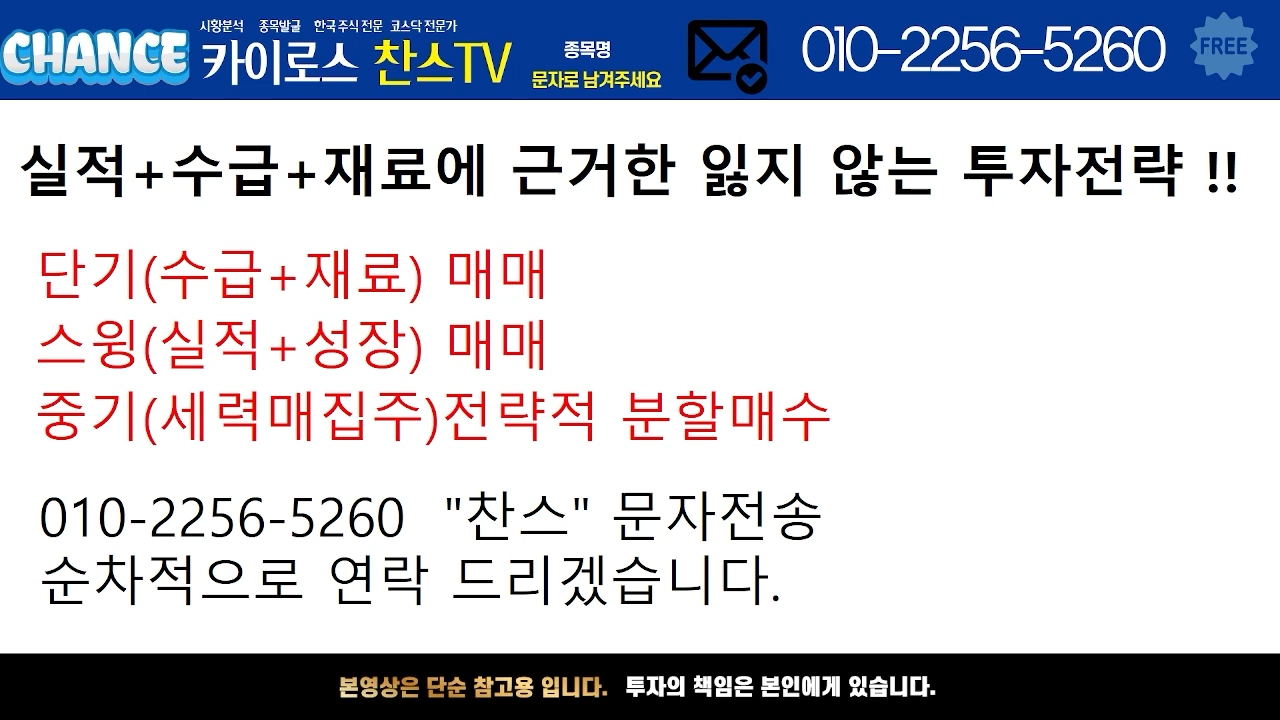 시황분석 종목발굴 한국 주식 전문 코스닥 전문가
CHANCE 카이로스 찬스TV
종목명
문자로 남겨주세요
010-2256-5260
FREE
실적+수급+재료에 근거한 잃지 않는 투자전략 !!
단기(수급+재료) 매매
스윙(실적+성장) 매매
중기(세력매집주)전략적 분할매수
010-2256-5260 "찬스" 문자전송
순차적으로 연락 드리겠습니다.
본영상은 단순 참고용 입니다. 투자의 책임은 본인에게 있습니다.